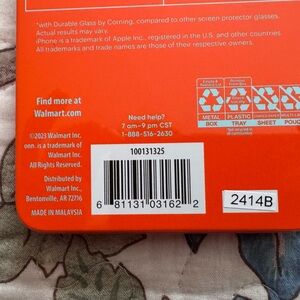 *with Durable Glass by Corning, compared to other screen protector glasses.
Actual results may vary.
iPhone is a trademark of Apple Inc., registered in the U.S. and other countries.
All trademarks and trade names are those of their respective owners.
Find more at
Walmart.com
©2023 Walmart Inc.
onn. is a trademark of
Walmart Inc.
All Rights Reserved.
Distributed by
Walmart Inc.,
Bentonville, AR 72716
MADE IN MALAYSIA
Need help?
7 am-9 pm CST
1-888-516-2630
METAL
BOX
PLASTIC
TRAY
SHEET
POUCH
100131325
6 81131 03162 2
2414B